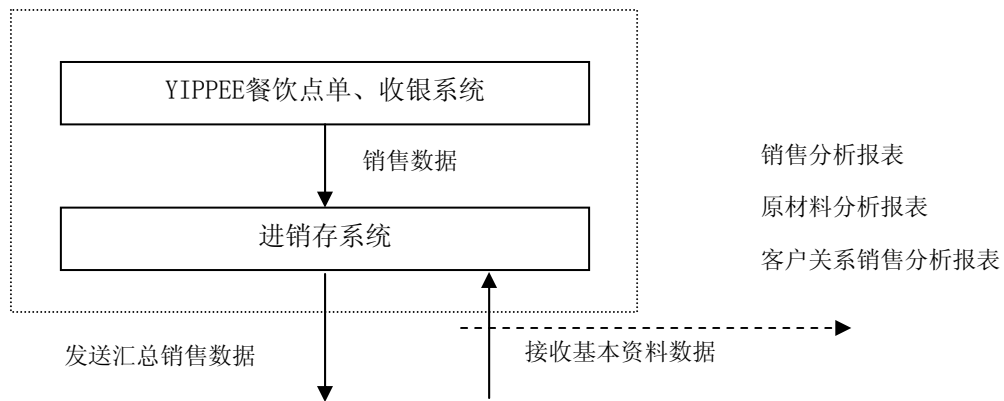 YIPPEE餐饮点单、收银系统
销售数据
进销存系统
销售分析报表
原材料分析报表
客户关系销售分析报表
发送汇总销售数据
接收基本资料数据